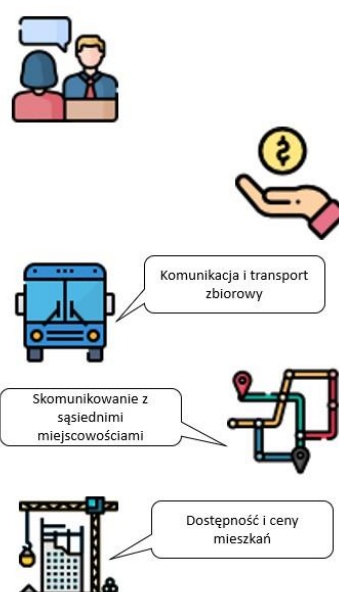 Komunikacja i transport
zbiorowy
Skomunikowanie z
sąsiednimi
miejscowościami
Dostępność i ceny
mieszkań